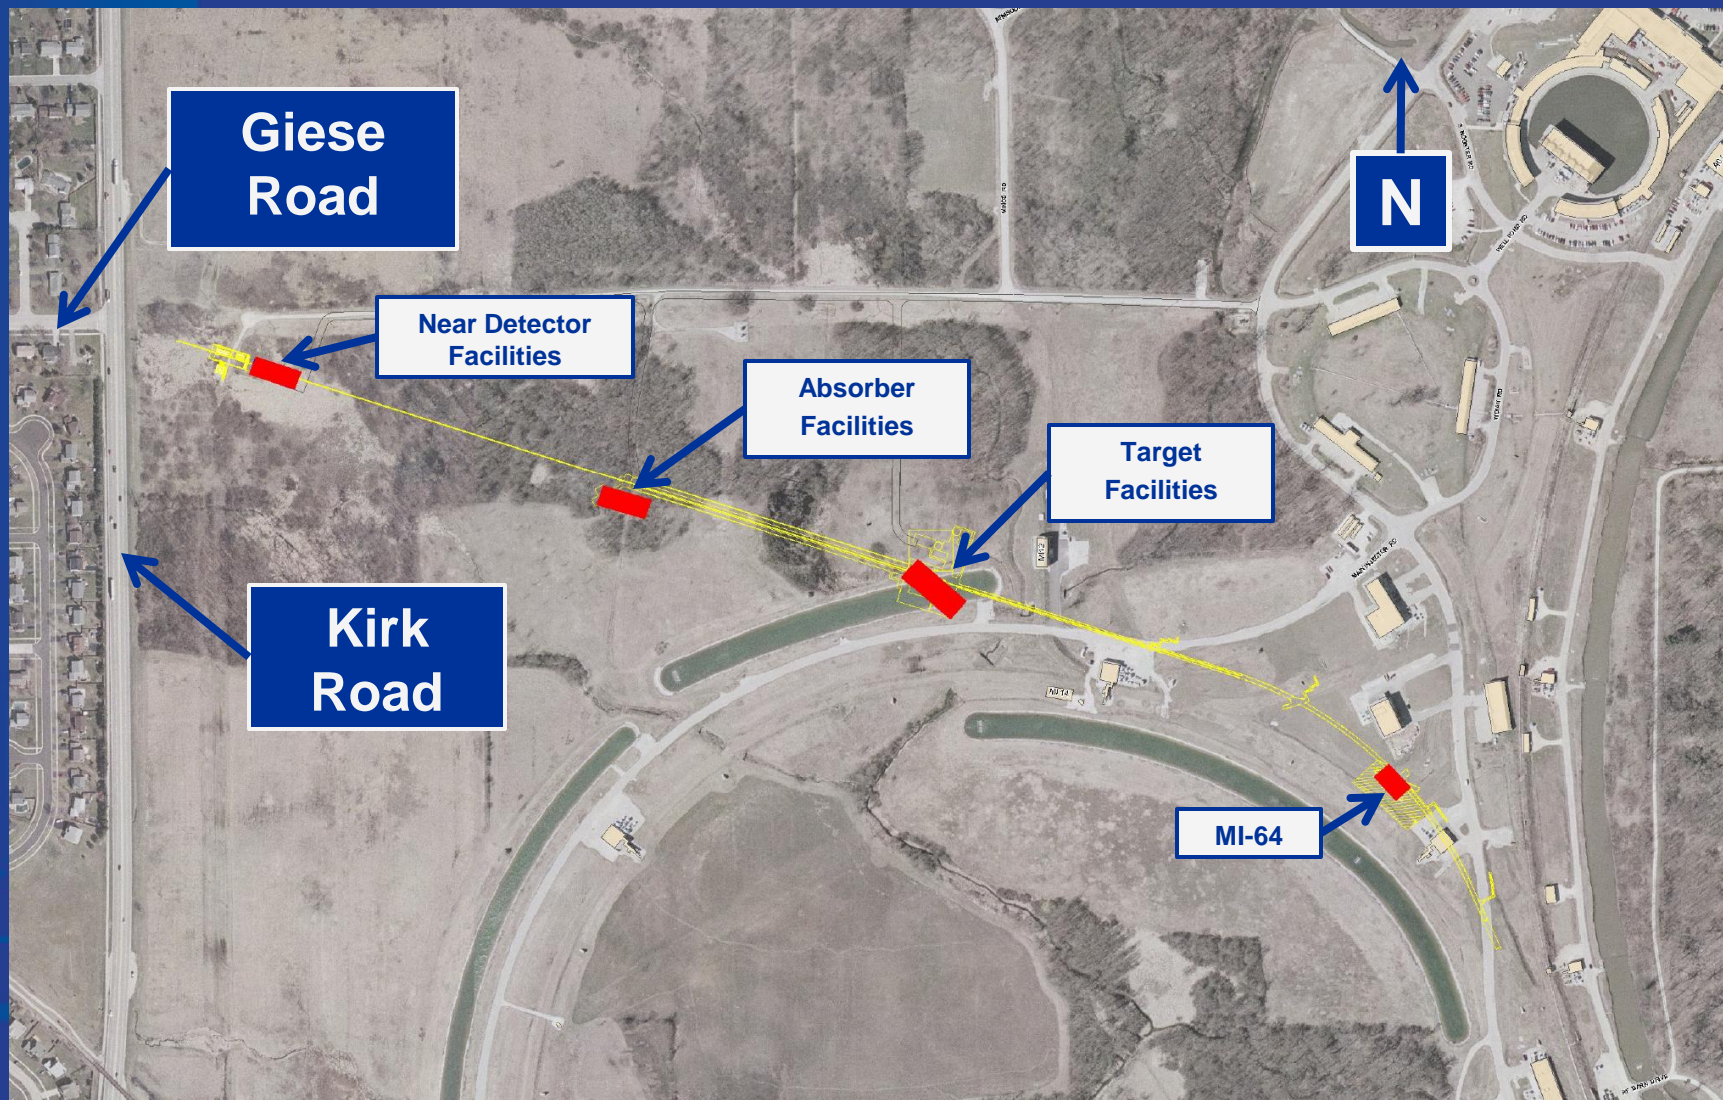 Giese
Road
N
Near Detector
Facilities
Absorber
Facilities
Target
Facilities
Kirk
Road
MI-64